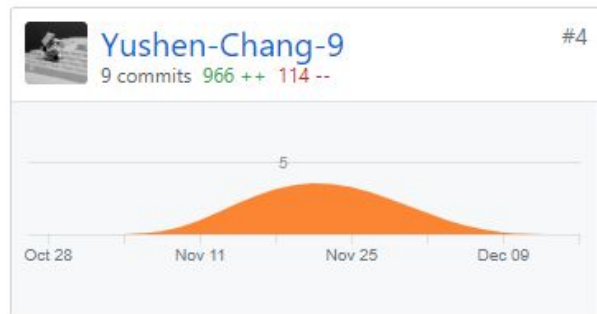 Yushen-Chang-9
#4
9 commits 966 ++ 114 --
5
Oct 28 Nov 11 Nov 25 Dec 09